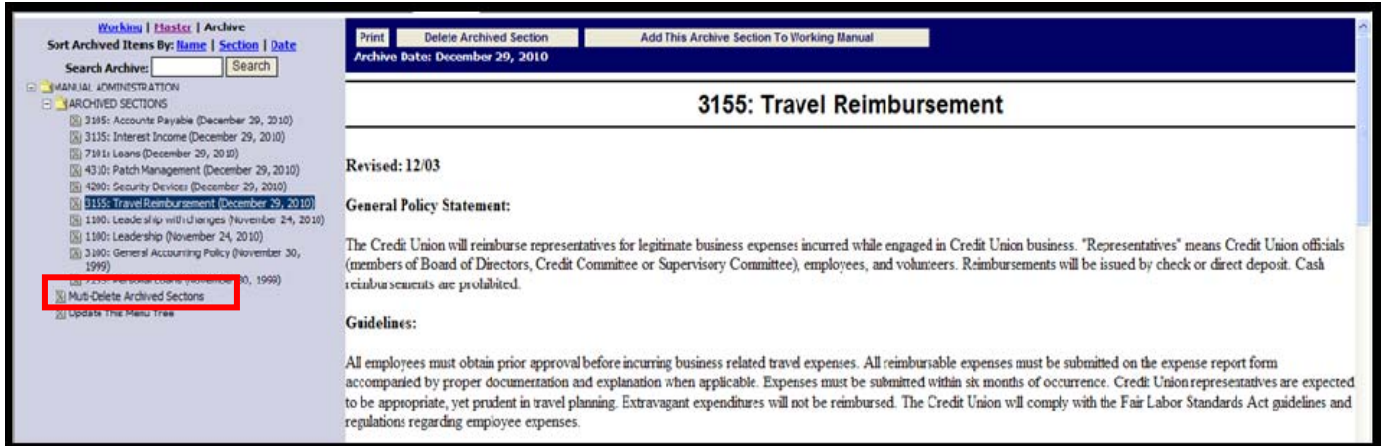 Working | Master | Archive
Sort Archved Items By: Name | Section | Date
Search Archive: Search
MANUAL ADMINISTRATION
ARCHIVED SECTIONS
3105: Accounts Payable (December 29, 2010)
3135: Interest Income (December 29, 2010)
Loans (December 29, 2010)
4310: Patch Management (December 29, 2010)
4200: Security Devices (December 29, 2010)
3155: Travel Reimbursement (December 29, 2010)
1100: Leadership with changes (November 24, 2010)
1100: Leadership (November 24, 2010)
3100: General Accounting Policy (November 30,
1999)
Personal Loans (November 30, 1999)
Muti-Delete Archived Sectons
Update This Menu Tree
Print Delete Archived Section Add This Archive Section To Working Manual
Archive Date: December 29, 2010
3155: Travel Reimbursement
Revised: 12/03
General Policy Statement:
The Credit Union will reimburse representatives for legitimate business expenses incurred while engaged in Credit Union business. "Representatives" means Credit Union officials
(members of Board of Directors, Credit Committee or Supervisory Committee), employees, and volunteers. Reimbursements will be issued by check or direct deposit. Cash
reimbursements are prohibited.
Guidelines:
All employees must obtain prior approval before incurring business related travel expenses. All reimbursable expenses must be submitted on the expense report form
accompanied by proper documentation and explanation when applicable. Expenses must be submitted within six months of occurrence. Credit Union representatives are expected
to be appropriate, yet prudent in travel planning. Extravagant expenditures will not be reimbursed. The Credit Union will comply with the Fair Labor Standards Act guidelines and
regulations regarding employee expenses.